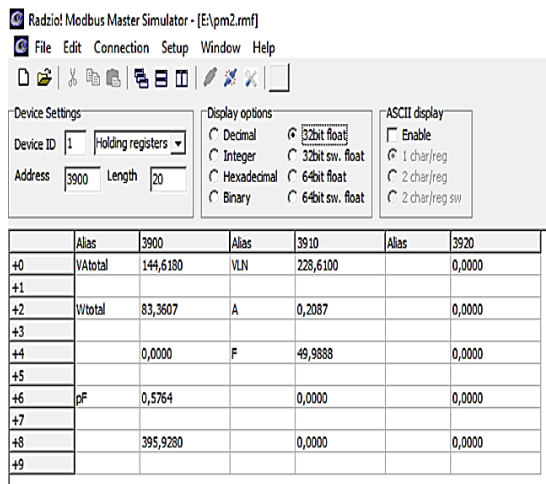 Radzio! Modbus Master Simulator - [E:\pm2.rmf]
File Edit Connection Setup Window Help
Device Settings
Device ID 1 Holding registers
Address 3900 Length 20
Display options
Decimal 32bit float
Integer 32bit sw. float
Hexadecimal 64bit float
Binary 64bit sw. float
ASCII display
Enable
1 char/reg
2 char/reg
2 char/reg sw
Alias 3900 Alias 3910 Alias 3920
+0 VAtotal 144,6180 VLN 228,6100 0,0000
+1
+2 Wtotal 83,3607 A 0,2087 0,0000
+3
+4 0,0000 F 49,9888 0,0000
+5
+6 pF 0,5764 0,0000 0,0000
+7
+8 395,9280 0,0000 0,0000
+9